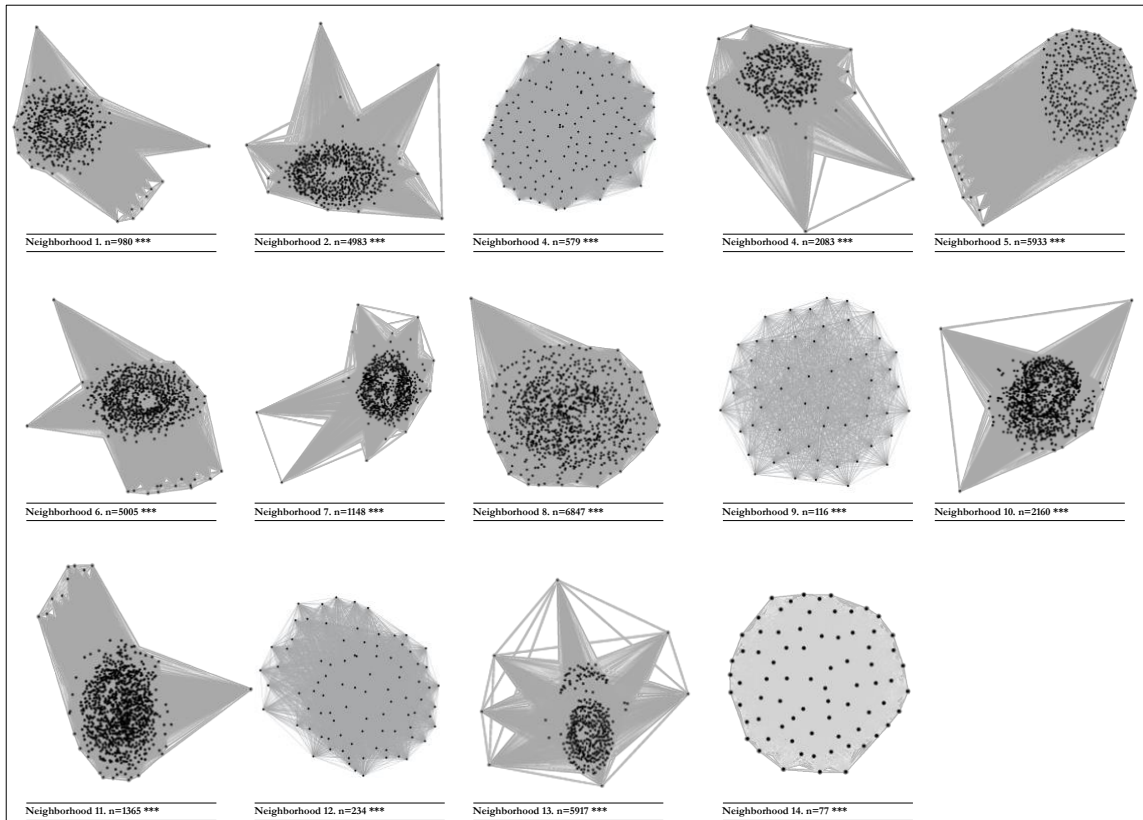 Neighborhood 1. n=980 ***
Neighborhood 2. n=4983 ***
Neighborhood 4. n=579 ***
Neighborhood 4. n=2083 ***
Neighborhood 5. n=5933 ***
Neighborhood 6. n=5005 ***
Neighborhood 7. n=1148 ***
Neighborhood 8. n=6847 ***
Neighborhood 9. n=116 ***
Neighborhood 10. n=2160 ***
Neighborhood 11. n=1365 ***
Neighborhood 12. n=234 ***
Neighborhood 13. n=5917 ***
Neighborhood 14. n=77 ***